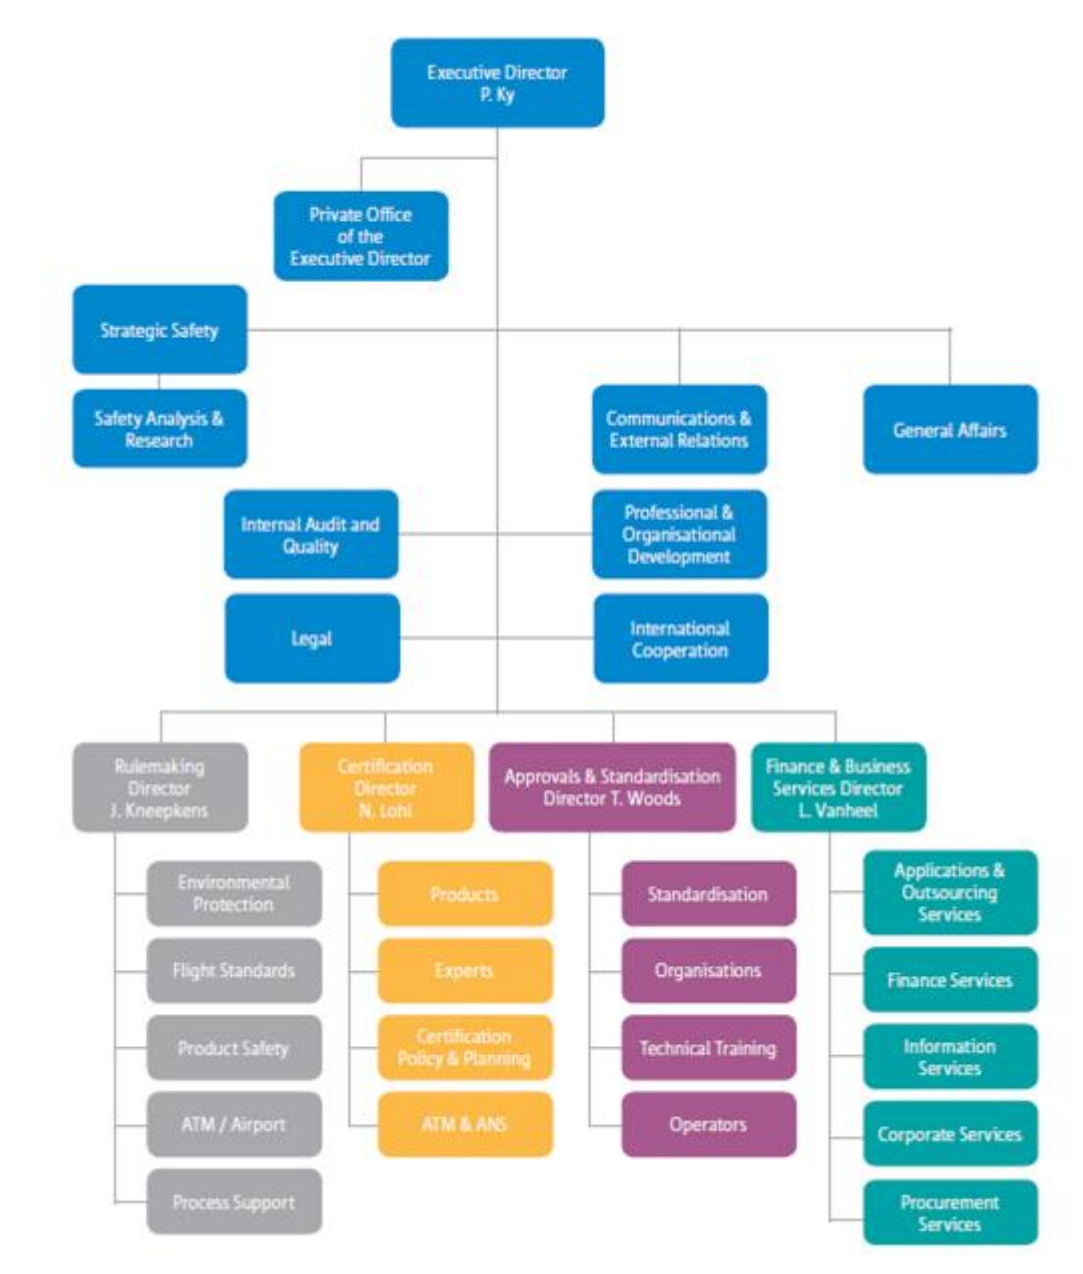 Executive Director
P. Ky
Private Office
of the
Executive Director
Strategic Safety
Safety Analysis &
Research
Communications &
External Relations
General Affairs
Internal Audit and
Quality
Professional &
Organisational
Development
Legal
International
Cooperation
Rulemaking
Director
J. Kneepkens
Certification
Director
N. Lohl
Approvals & Standardisation
Director T. Woods
Finance & Business
Services Director
L. Vanheel
Environmental
Protection
Flight Standards
Product Safety
ATM / Airport
Process Support
Products
Experts
Certification
Policy & Planning
ATM & ANS
Standardisation
Organisations
Technical Training
Operators
Applications &
Outsourcing
Services
Finance Services
Information
Services
Corporate Services
Procurement
Services